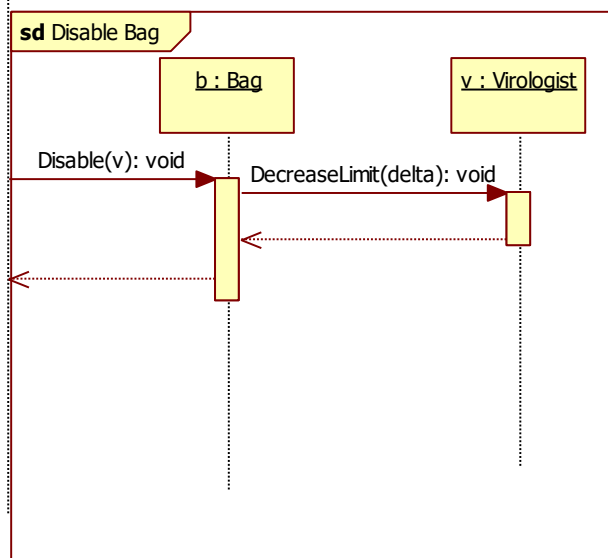 sd Disable Bag
b : Bag
v : Virologist
Disable(v): void
DecreaseLimit(delta): void